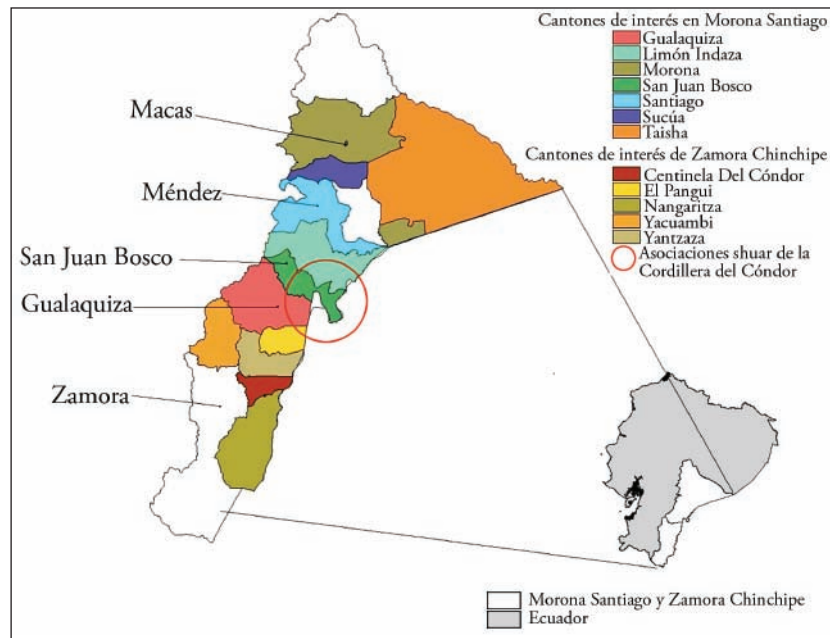 Cantones de interés en Morona Santiago
Gualaquiza
Limón Indaza
Morona
San Juan Bosco
Santiago
Sucúa
Taisha
Cantones de interés de Zamora Chinchipe
Centinela Del Cóndor
El Pangui
Nangaritza
Yacuambi
Yantzaza
Asociaciones shuar de la
Cordillera del Cóndor
Macas
Méndez
San Juan Bosco
Gualaquiza
Zamora
Morona Santiago y Zamora Chinchipe
Ecuador